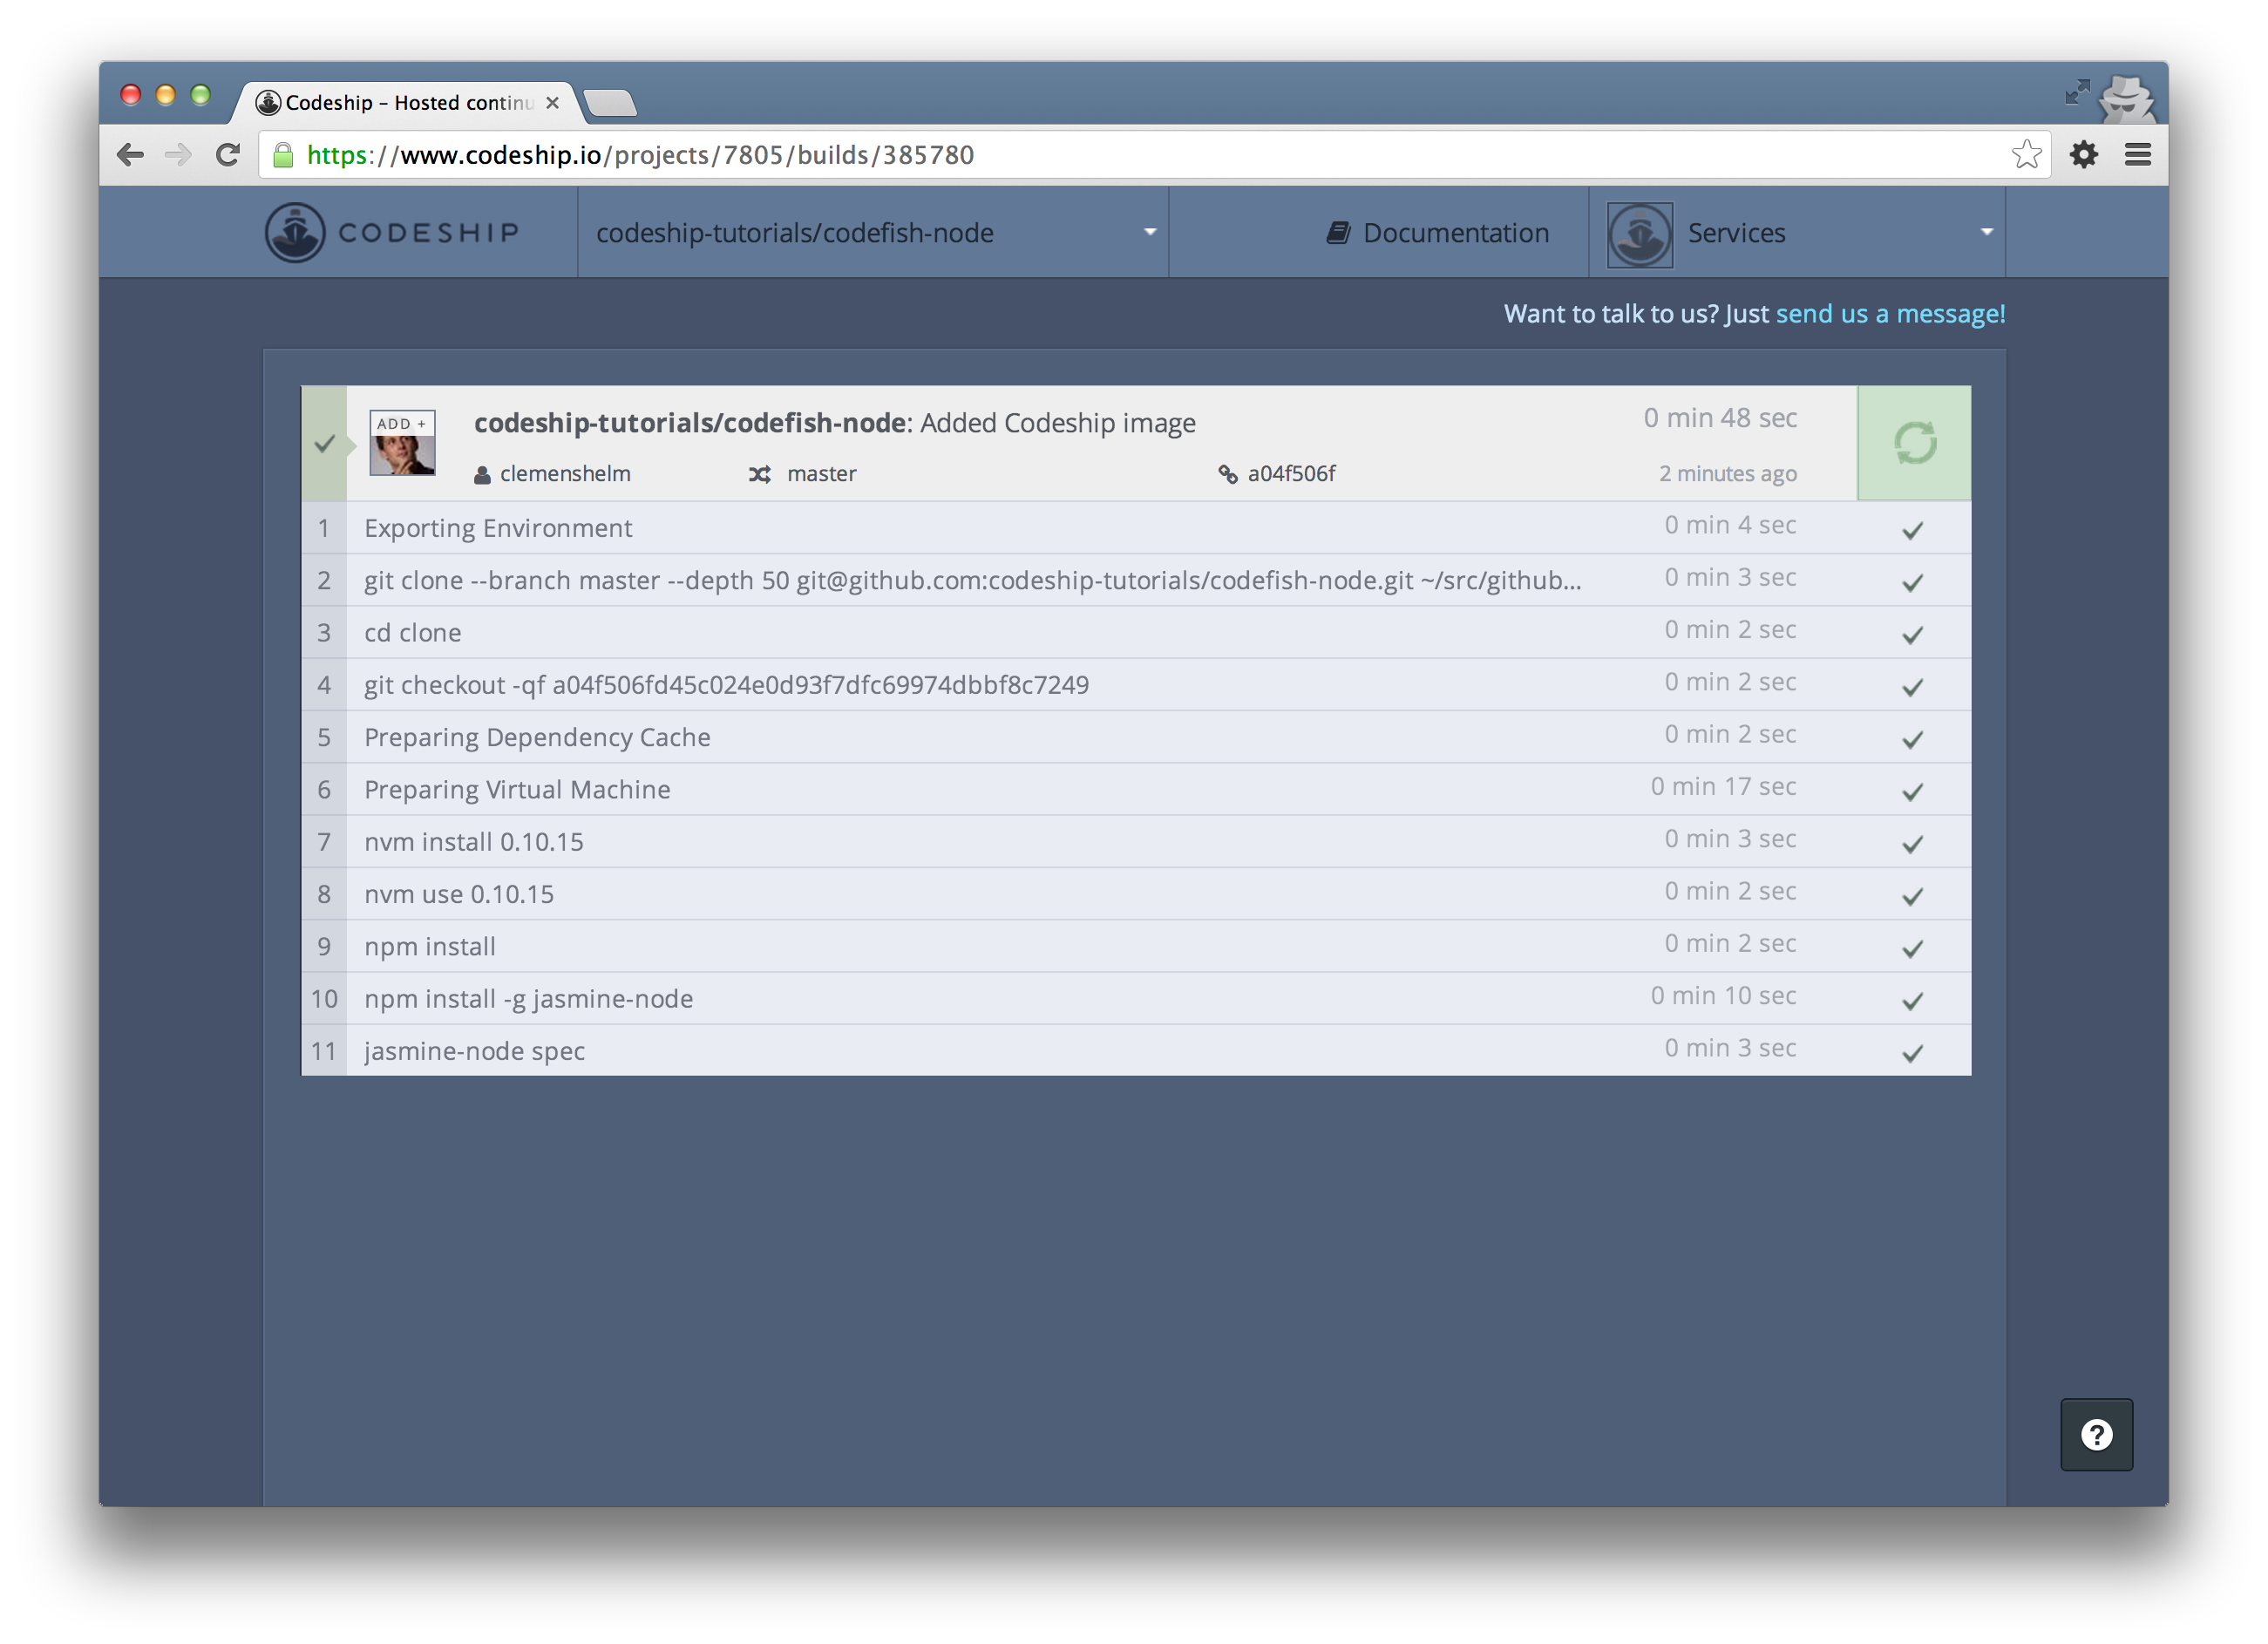 Codeship – Hosted continu
https://www.codeship.io/projects/7805/builds/385780
CODESHIP codeship-tutorials/codefish-node Documentation Services
Want to talk to us? Just send us a message!
ADD +
codeship-tutorials/codefish-node: Added Codeship image 0 min 48 sec
clemenshelm master a04f506f 2 minutes ago
1 Exporting Environment 0 min 4 sec
2 git clone --branch master --depth 50 git@github.com:codeship-tutorials/codefish-node.git ~/src/github... 0 min 3 sec
3 cd clone 0 min 2 sec
4 git checkout -qf a04f506fd45c024e0d93f7dfc69974dbbf8c7249 0 min 2 sec
5 Preparing Dependency Cache 0 min 2 sec
6 Preparing Virtual Machine 0 min 17 sec
7 nvm install 0.10.15 0 min 3 sec
8 nvm use 0.10.15 0 min 2 sec
9 npm install 0 min 2 sec
10 npm install -g jasmine-node 0 min 10 sec
11 jasmine-node spec 0 min 3 sec
?